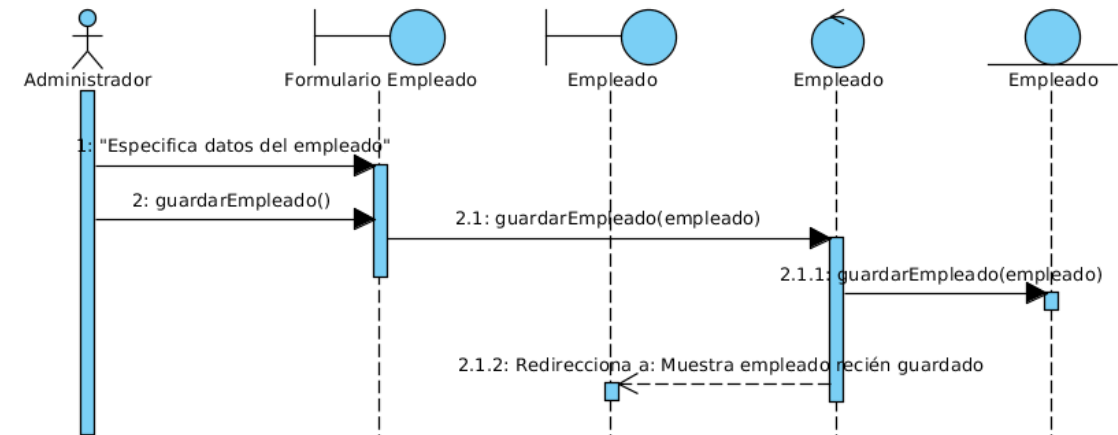 Administrador
Formulario Empleado
Empleado
Empleado
Empleado
1: "Especifica datos del empleado"
2: guardarEmpleado()
2.1: guardarEmpleado(empleado)
2.1.1: guardarEmpleado(empleado)
2.1.2: Redirecciona a: Muestra empleado recién guardado